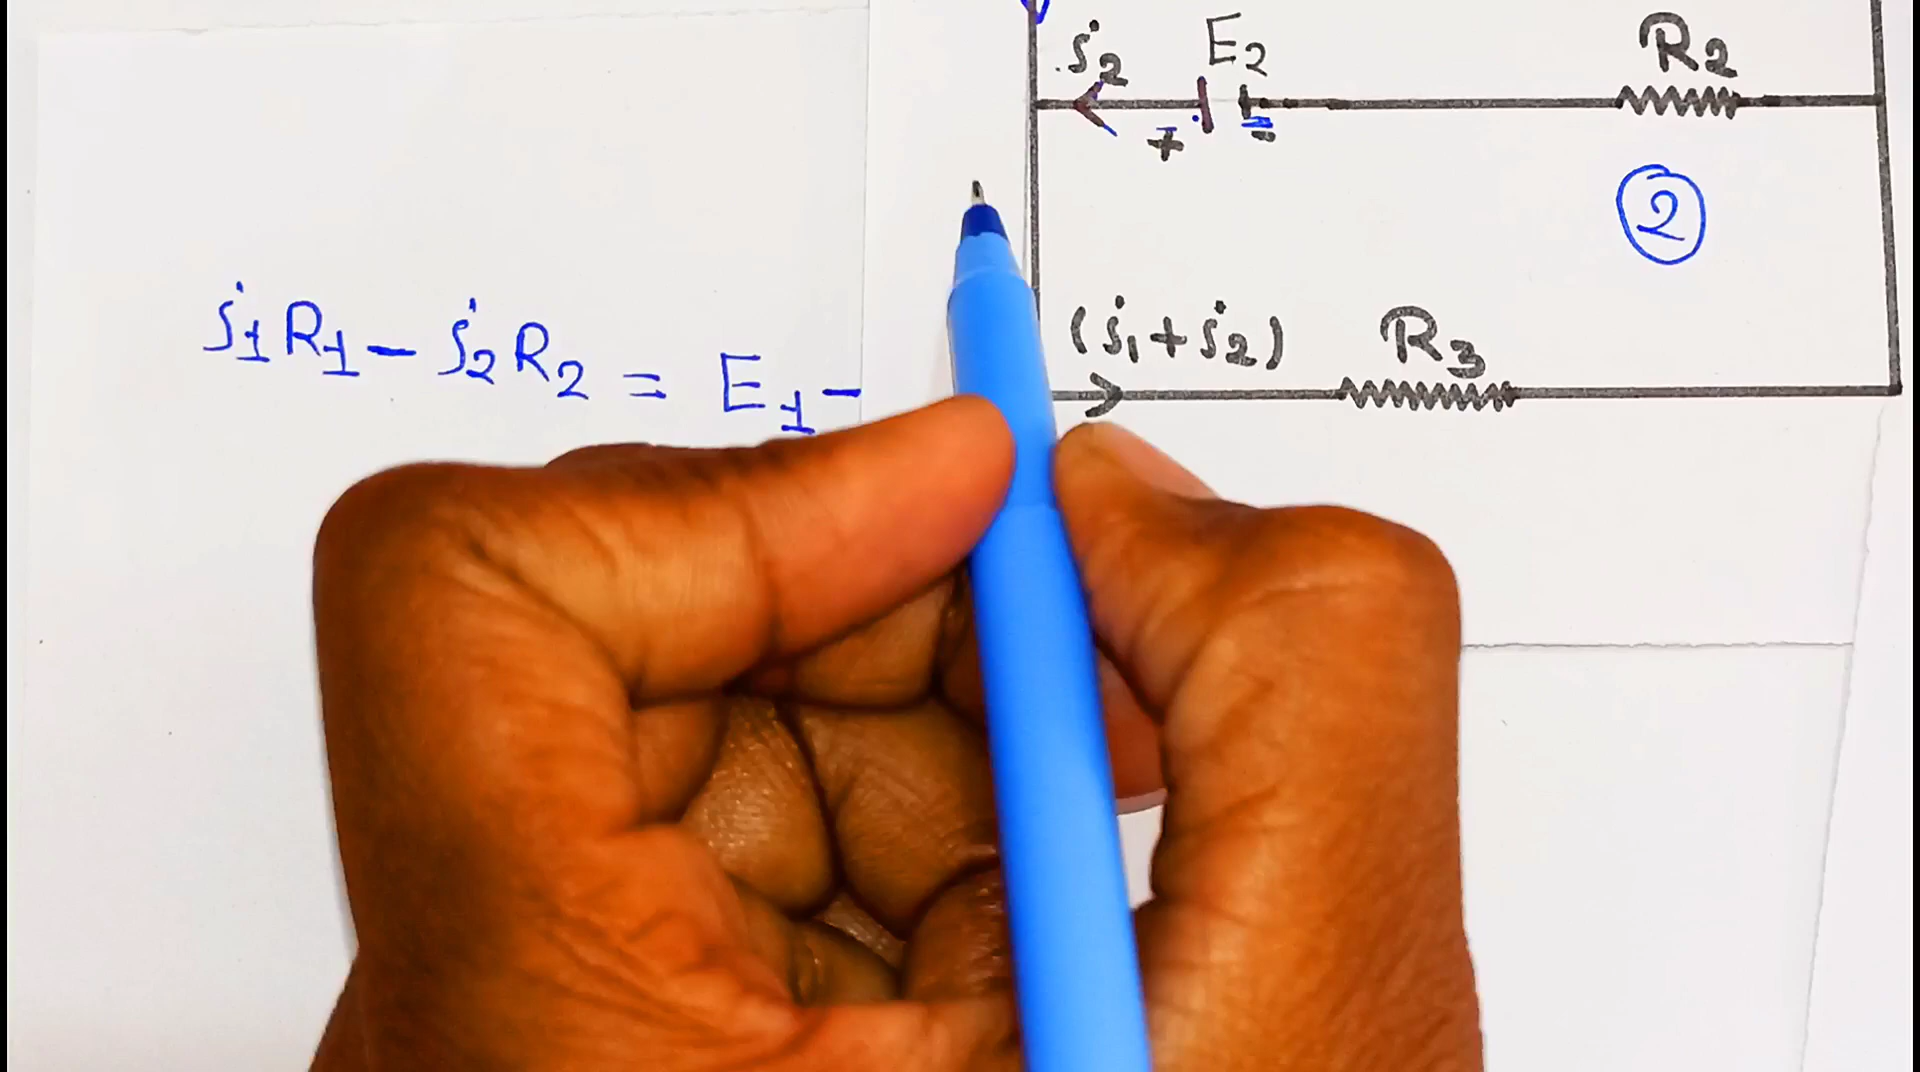 i2 E2 R2
+ -
2
(i1+i2) R3
i1R1 - i2R2 = E1 -